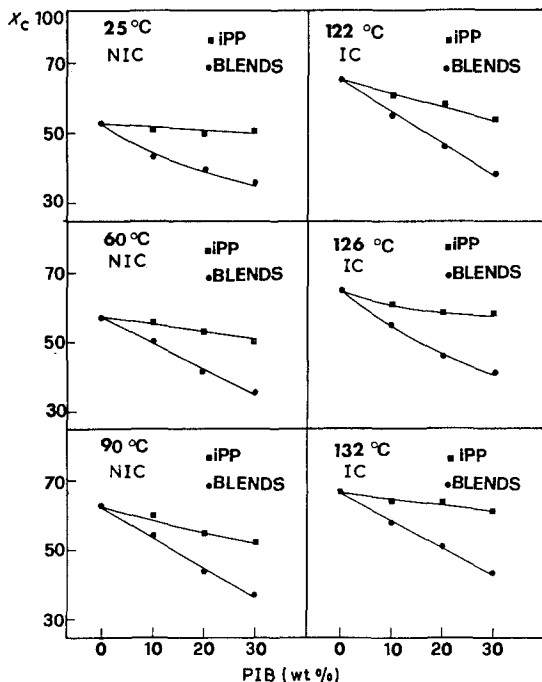 χc
100
70
50
30
25 °C
NIC
■ iPP
● BLENDS
122 °C
IC
■ iPP
● BLENDS
70
50
30
60 °C
NIC
■ iPP
● BLENDS
126 °C
IC
■ iPP
● BLENDS
70
50
30
90 °C
NIC
■ iPP
● BLENDS
132 °C
IC
■ iPP
● BLENDS
0 10 20 30 0 10 20 30
PIB (wt %)